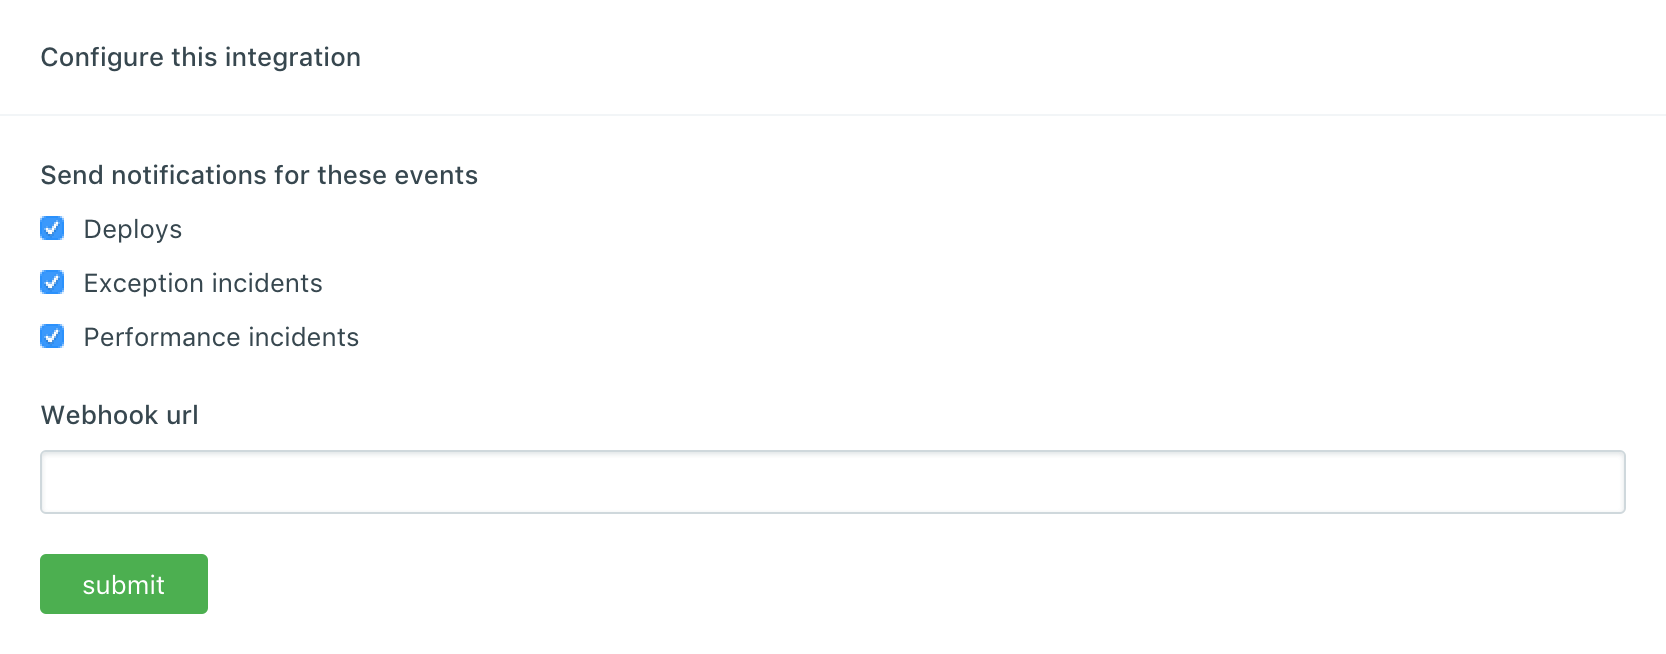 Configure this integration
Send notifications for these events
Deploys
Exception incidents
Performance incidents
Webhook url
submit